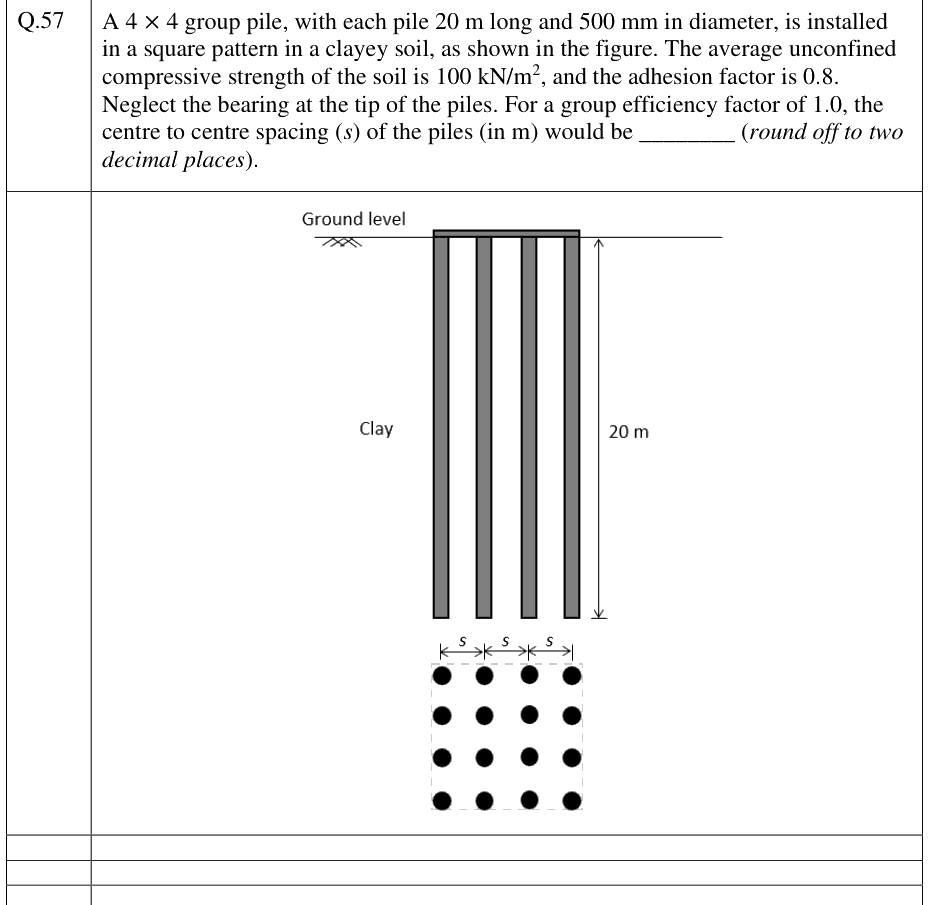 Q.57 A 4 × 4 group pile, with each pile 20 m long and 500 mm in diameter, is installed
in a square pattern in a clayey soil, as shown in the figure. The average unconfined
compressive strength of the soil is 100 kN/m², and the adhesion factor is 0.8.
Neglect the bearing at the tip of the piles. For a group efficiency factor of 1.0, the
centre to centre spacing (s) of the piles (in m) would be ________ (round off to two
decimal places).
Ground level
Clay
20 m
s s s